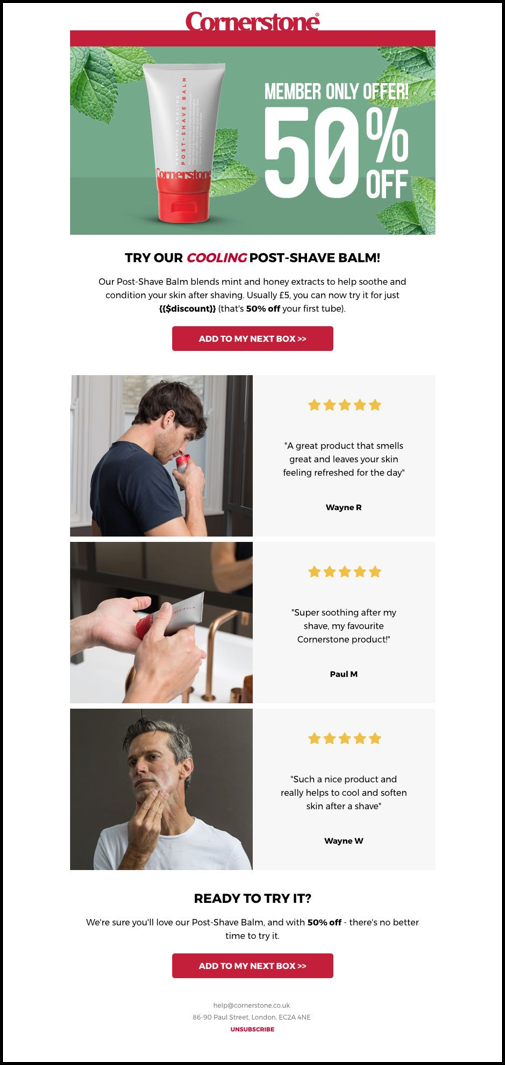 Cornerstone®
MEMBER ONLY OFFER!
50%
OFF
POST-SHAVE BALM
Cornerstone
TRY OUR COOLING POST-SHAVE BALM!
Our Post-Shave Balm blends mint and honey extracts to help soothe and
condition your skin after shaving. Usually £5, you can now try it for just
{{$discount}} (that's 50% off your first tube).
ADD TO MY NEXT BOX >>
"A great product that smells
great and leaves your skin
feeling refreshed for the day"
Wayne R
"Super soothing after my
shave, my favourite
Cornerstone product!"
Paul M
"Such a nice product and
really helps to cool and soften
skin after a shave"
Wayne W
READY TO TRY IT?
We're sure you'll love our Post-Shave Balm, and with 50% off - there's no better
time to try it.
ADD TO MY NEXT BOX >>
help@cornerstone.co.uk
86-90 Paul Street, London, EC2A 4NE
UNSUBSCRIBE